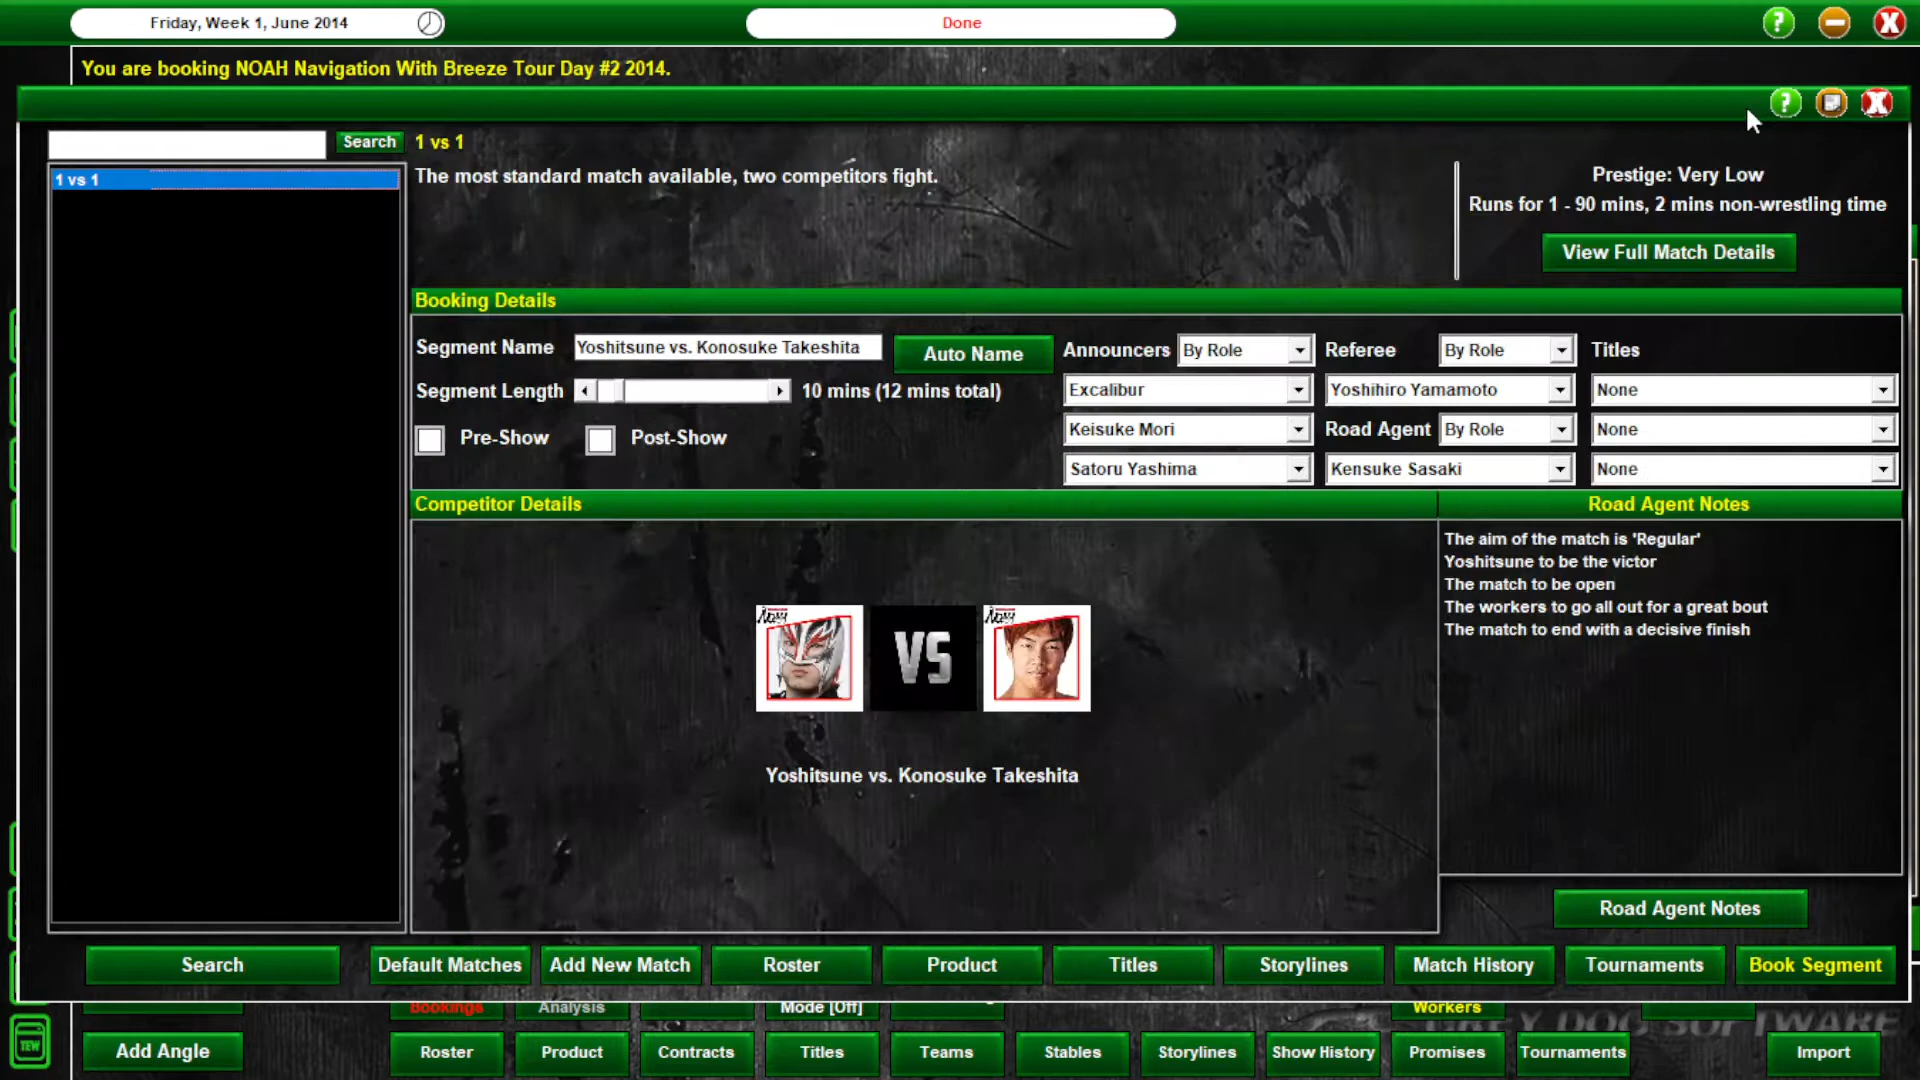 Friday, Week 1, June 2014
Done
You are booking NOAH Navigation With Breeze Tour Day #2 2014.
Search
1 vs 1
1 vs 1
The most standard match available, two competitors fight.
Prestige: Very Low
Runs for 1 - 90 mins, 2 mins non-wrestling time
View Full Match Details
Booking Details
Segment Name
Yoshitsune vs. Konosuke Takeshita
Auto Name
Announcers
By Role
Referee
By Role
Titles
Segment Length
10 mins (12 mins total)
Excalibur
Yoshihiro Yamamoto
None
Pre-Show
Post-Show
Keisuke Mori
Road Agent
By Role
None
Satoru Yashima
Kensuke Sasaki
None
Competitor Details
Road Agent Notes
The aim of the match is 'Regular'
Yoshitsune to be the victor
The match to be open
The workers to go all out for a great bout
The match to end with a decisive finish
VS
Yoshitsune vs. Konosuke Takeshita
Road Agent Notes
Search
Default Matches
Add New Match
Roster
Product
Titles
Storylines
Match History
Tournaments
Book Segment
Bookings
Analysis
Mode [Off]
Workers
GREY DOG SOFTWARE
TEW
Add Angle
Roster
Product
Contracts
Titles
Teams
Stables
Storylines
Show History
Promises
Tournaments
Import